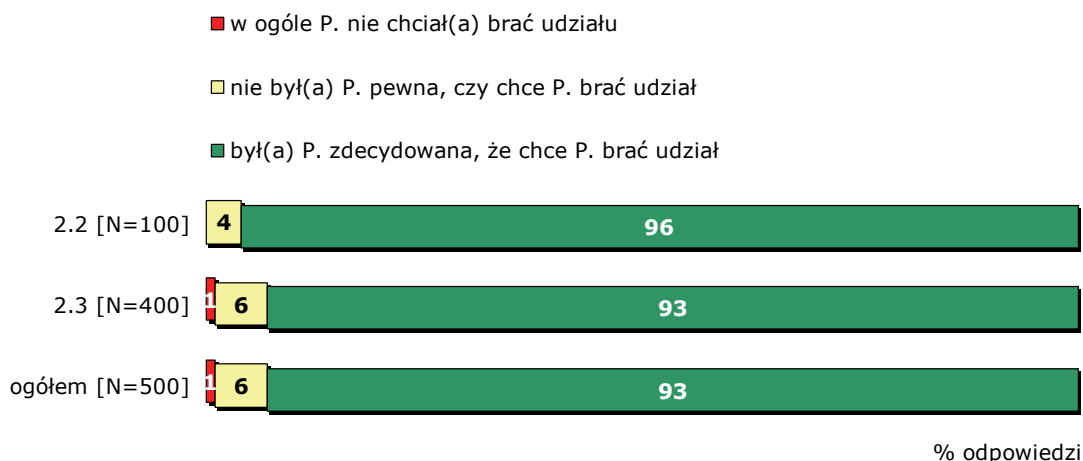 w ogóle P. nie chciał(a) brać udziału
nie był(a) P. pewna, czy chce P. brać udział
był(a) P. zdecydowana, że chce P. brać udział
2.2 [N=100] 4 96
2.3 [N=400] 1 6 93
ogółem [N=500] 1 6 93
% odpowiedzi